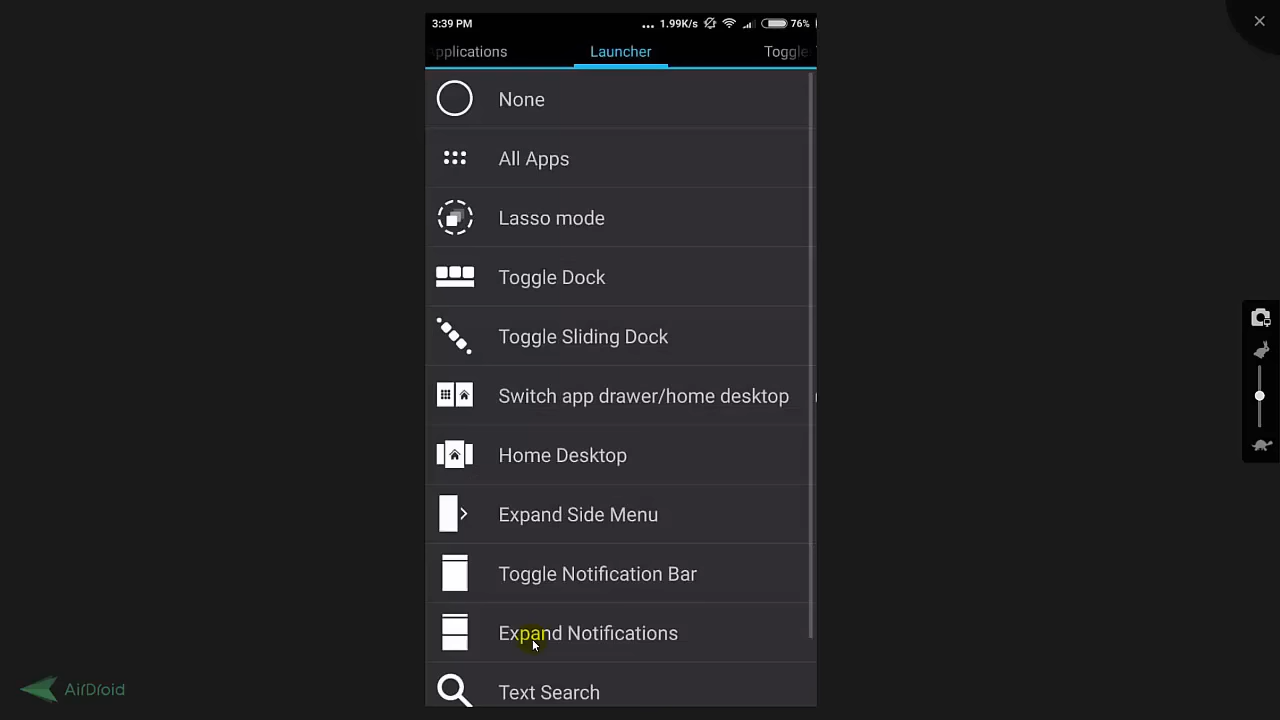 3:39 PM ... 1.99K/s 76%
pplications Launcher Toggle
None
All Apps
Lasso mode
Toggle Dock
Toggle Sliding Dock
Switch app drawer/home desktop
Home Desktop
Expand Side Menu
Toggle Notification Bar
Expand Notifications
Text Search
AirDroid